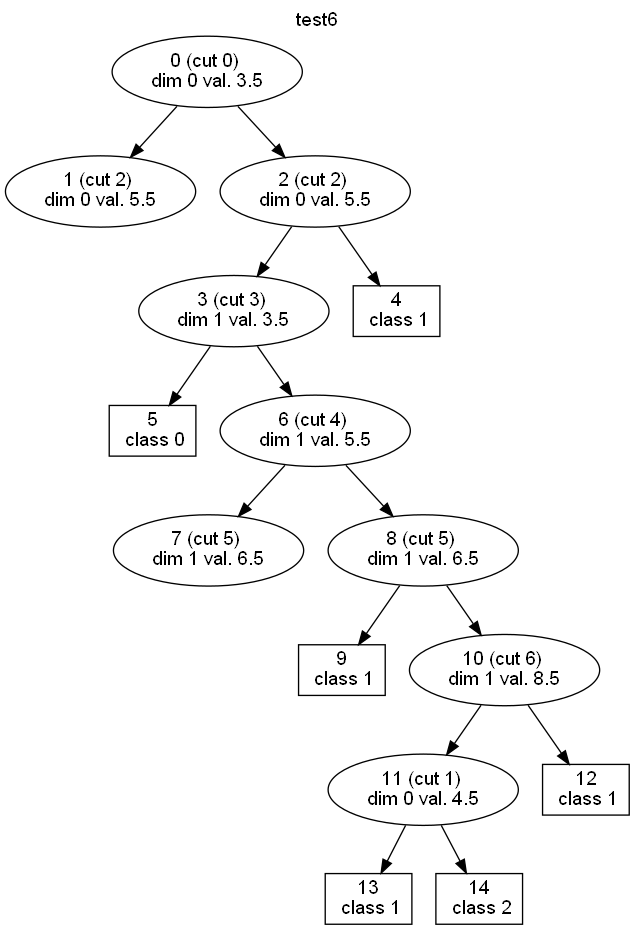 test6
0 (cut 0)
dim 0 val. 3.5
1 (cut 2)
dim 0 val. 5.5
2 (cut 2)
dim 0 val. 5.5
3 (cut 3)
dim 1 val. 3.5
4
class 1
5
class 0
6 (cut 4)
dim 1 val. 5.5
7 (cut 5)
dim 1 val. 6.5
8 (cut 5)
dim 1 val. 6.5
9
class 1
10 (cut 6)
dim 1 val. 8.5
11 (cut 1)
dim 0 val. 4.5
12
class 1
13
class 1
14
class 2